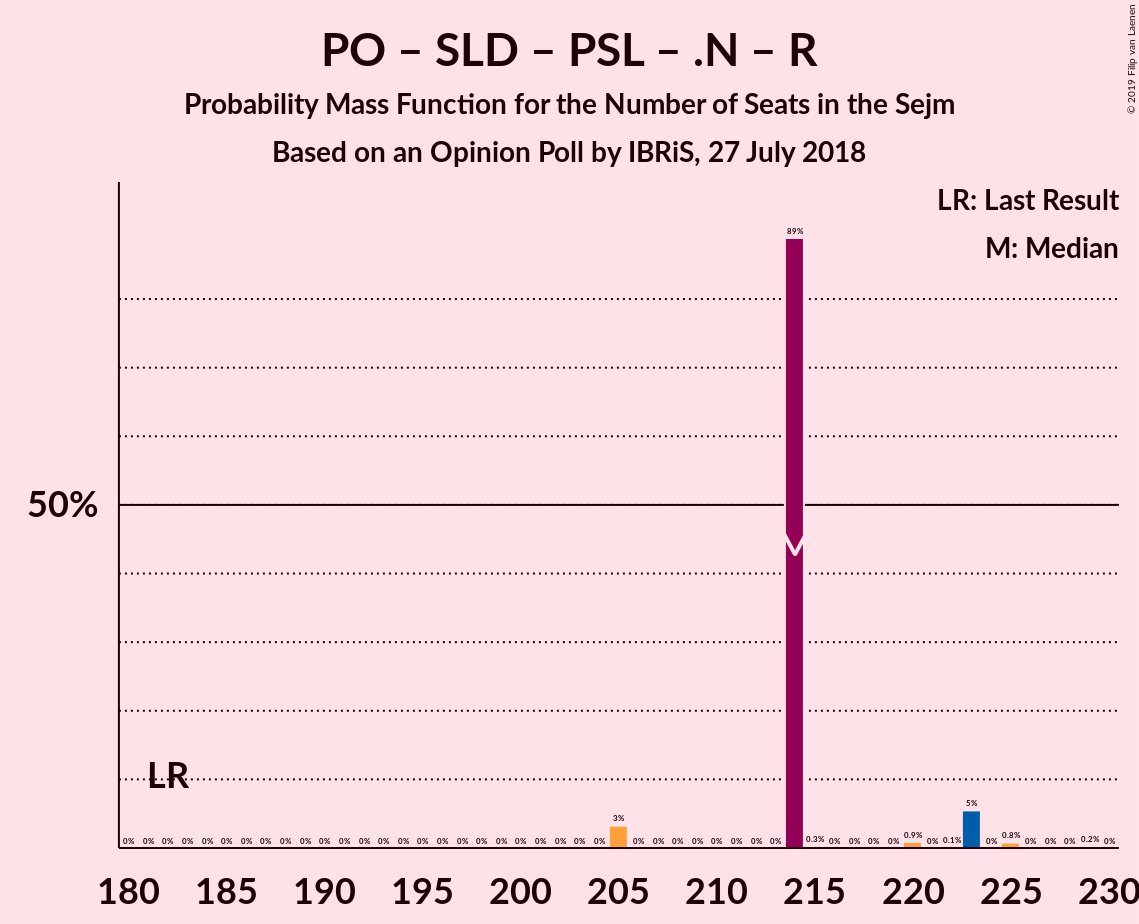 PO – SLD – PSL – .N – R
Probability Mass Function for the Number of Seats in the Sejm
Based on an Opinion Poll by IBRiS, 27 July 2018
© 2019 Filip van Laenen
LR: Last Result
M: Median
89%
50%
LR
0% 0% 0% 0% 0% 0% 0% 0% 0% 0% 0% 0% 0% 0% 0% 0% 0% 0% 0% 0% 0% 0% 0% 0% 0% 3% 0% 0% 0% 0% 0% 0% 0% 0% 0.3% 0% 0% 0% 0% 0.9% 0% 0.1% 5% 0% 0.8% 0% 0% 0% 0.2% 0%
180 185 190 195 200 205 210 215 220 225 230